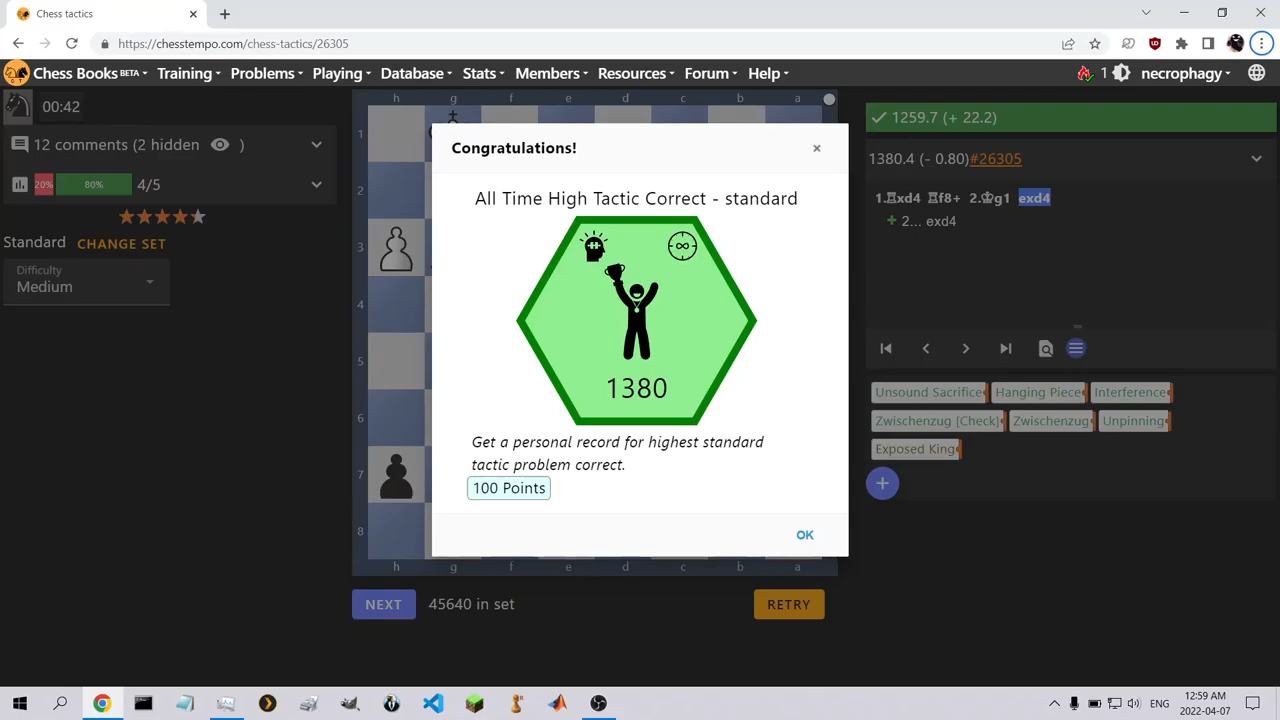 Chess tactics
https://chesstempo.com/chess-tactics/26305
Chess Books BETA Training Problems Playing Database Stats Members Resources Forum Help 1 necrophagy
00:42
12 comments (2 hidden )
20% 80% 4/5
Standard CHANGE SET
Difficulty
Medium
h g f e d c b a
1
2
3
4
5
6
7
8
h g f e d c b a
Congratulations!
×
All Time High Tactic Correct - standard
1380
Get a personal record for highest standard
tactic problem correct.
100 Points
OK
NEXT 45640 in set RETRY
1259.7 (+ 22.2)
1380.4 (- 0.80)#26305
1.♖xd4 ♖f8+ 2.♔g1 exd4
+ 2... exd4
Unsound Sacrifice Hanging Piece Interference
Zwischenzug [Check] Zwischenzug Unpinning
Exposed King
ENG
12:59 AM
2022-04-07